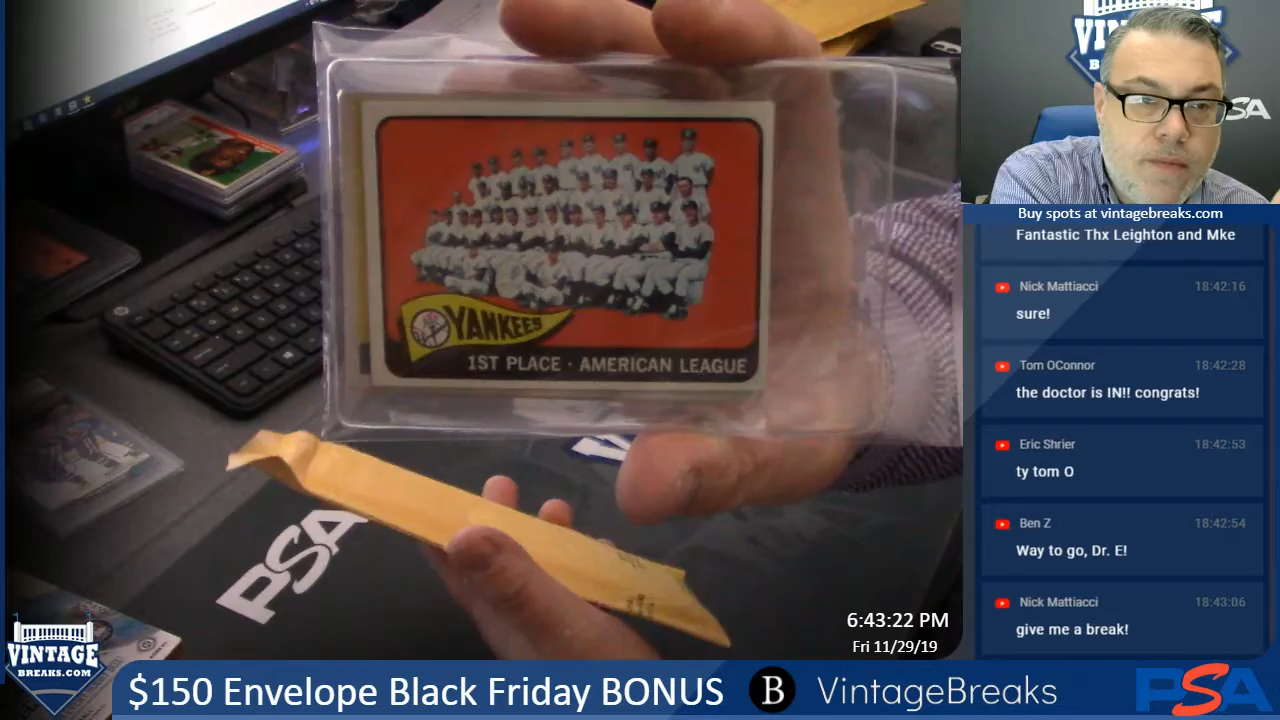 YANKEES
1ST PLACE · AMERICAN LEAGUE
PSA
Buy spots at vintagebreaks.com
Fantastic Thx Leighton and Mke
Nick Mattiacci 18:42:16
sure!
Tom OConnor 18:42:28
the doctor is IN!! congrats!
Eric Shrier 18:42:53
ty tom O
Ben Z 18:42:54
Way to go, Dr. E!
Nick Mattiacci 18:43:06
give me a break!
6:43:22 PM
Fri 11/29/19
VINTAGE
BREAKS.COM
$150 Envelope Black Friday BONUS
B VintageBreaks
PSA